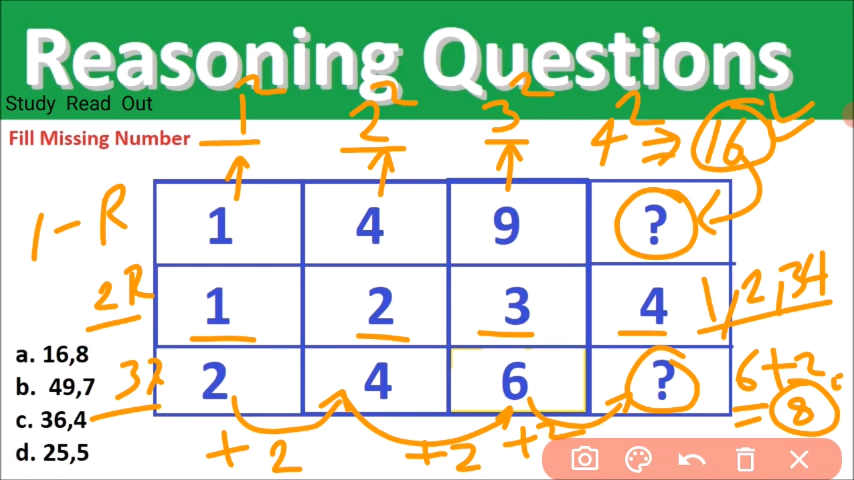 Reasoning Questions
Study Read Out
1² 2² 3² 4² ⇒ 16
Fill Missing Number
1-R 1 4 9 ?
2R 1 2 3 4 1,2,34
a. 16,8
3R 2 4 6 ? 6+2
b. 49,7
= 8
c. 36,4
+2 +2 +2
d. 25,5